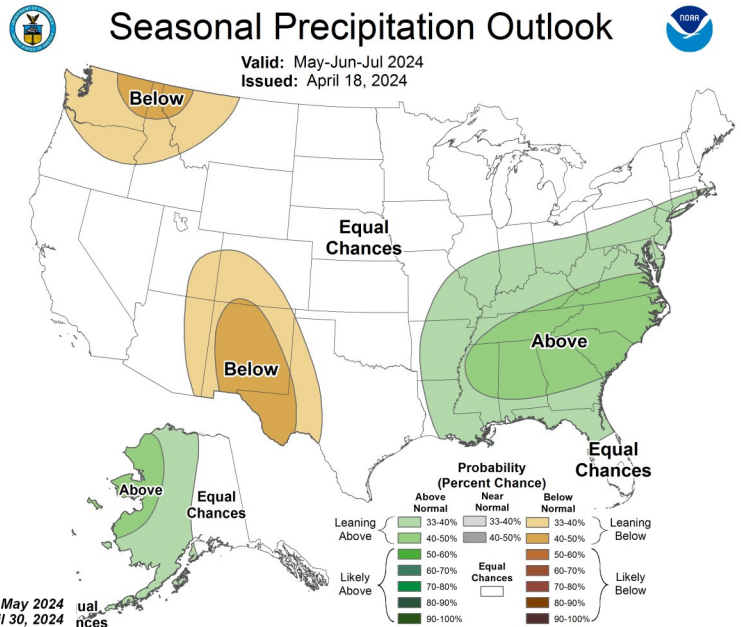 Seasonal Precipitation Outlook
NOAA
Valid: May-Jun-Jul 2024
Issued: April 18, 2024
Below
Equal
Chances
Above
Below
Equal
Chances
Above
Equal
Chances
Probability
(Percent Chance)
Above Normal
Near Normal
Below Normal
Leaning Above
33-40%
33-40%
33-40%
Leaning Below
40-50%
40-50%
40-50%
Likely Above
50-60%
50-60%
Likely Below
60-70%
60-70%
Equal Chances
70-80%
70-80%
80-90%
80-90%
90-100%
90-100%
May 2024
il 30, 2024
ual
nces